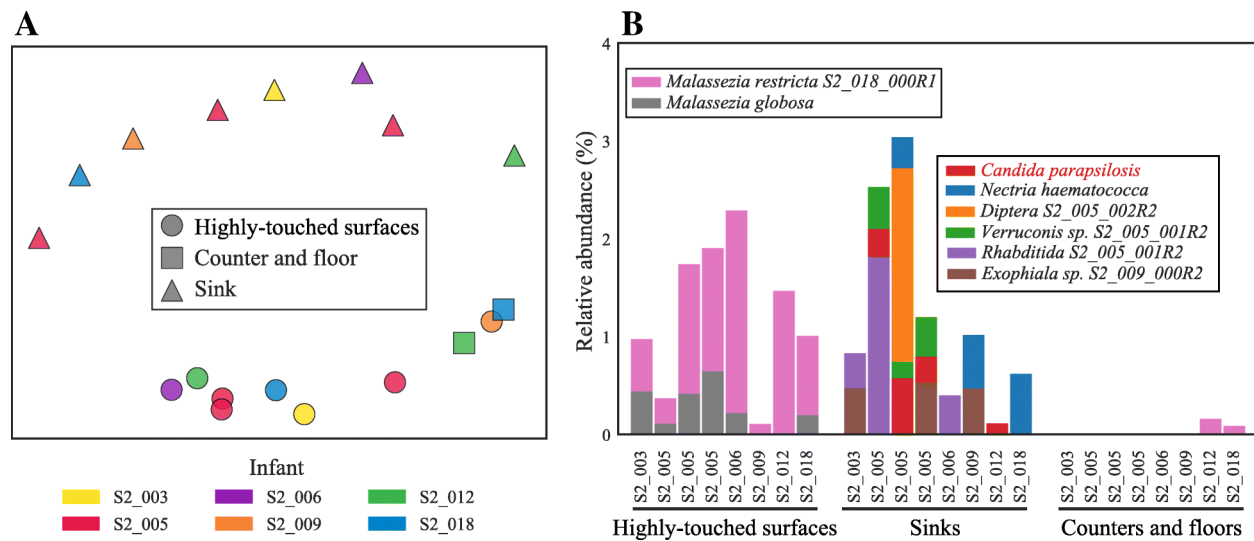 A
Highly-touched surfaces
Counter and floor
Sink
Infant
S2_003
S2_006
S2_012
S2_005
S2_009
S2_018
B
Relative abundance (%)
4
3
2
1
0
Malassezia restricta S2_018_000R1
Malassezia globosa
Candida parapsilosis
Nectria haematococca
Diptera S2_005_002R2
Verruconis sp. S2_005_001R2
Rhabditida S2_005_001R2
Exophiala sp. S2_009_000R2
S2_003
S2_005
S2_005
S2_005
S2_006
S2_009
S2_012
S2_018
S2_003
S2_005
S2_005
S2_005
S2_006
S2_009
S2_012
S2_018
S2_003
S2_005
S2_005
S2_005
S2_006
S2_009
S2_012
S2_018
Highly-touched surfaces
Sinks
Counters and floors